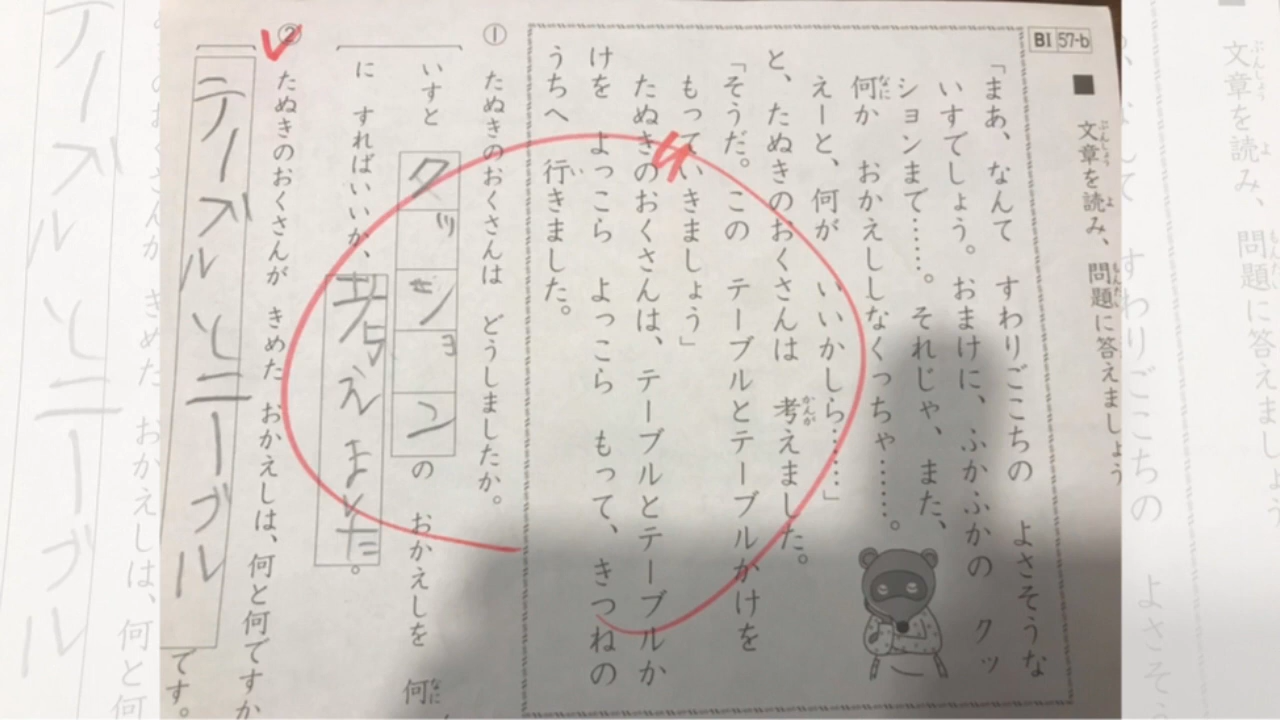 BI 57-b
■ 文章を読み、問題に答えましょう
「まあ、なんて すわりごこちの よさそうな
いすでしょう。おまけに、ふかふかの クッ
ションまで……。それじゃ、また、
何か おかえししなくっちゃ……。
えーと、何が いいかしら……」
と、たぬきのおくさんは 考えました。
「そうだ。この テーブルとテーブルかけを
もっていきましょう」
たぬきのおくさんは、テーブルとテーブルか
けを よっこら よっこら もって、きつねの
うちへ 行きました。
① たぬきのおくさんは どうしましたか。
いすと クッション の おかえしを 何
に すればいいか、考えました。
② たぬきのおくさんが きめた おかえしは、何と何ですか
テーブルとニーブル です。